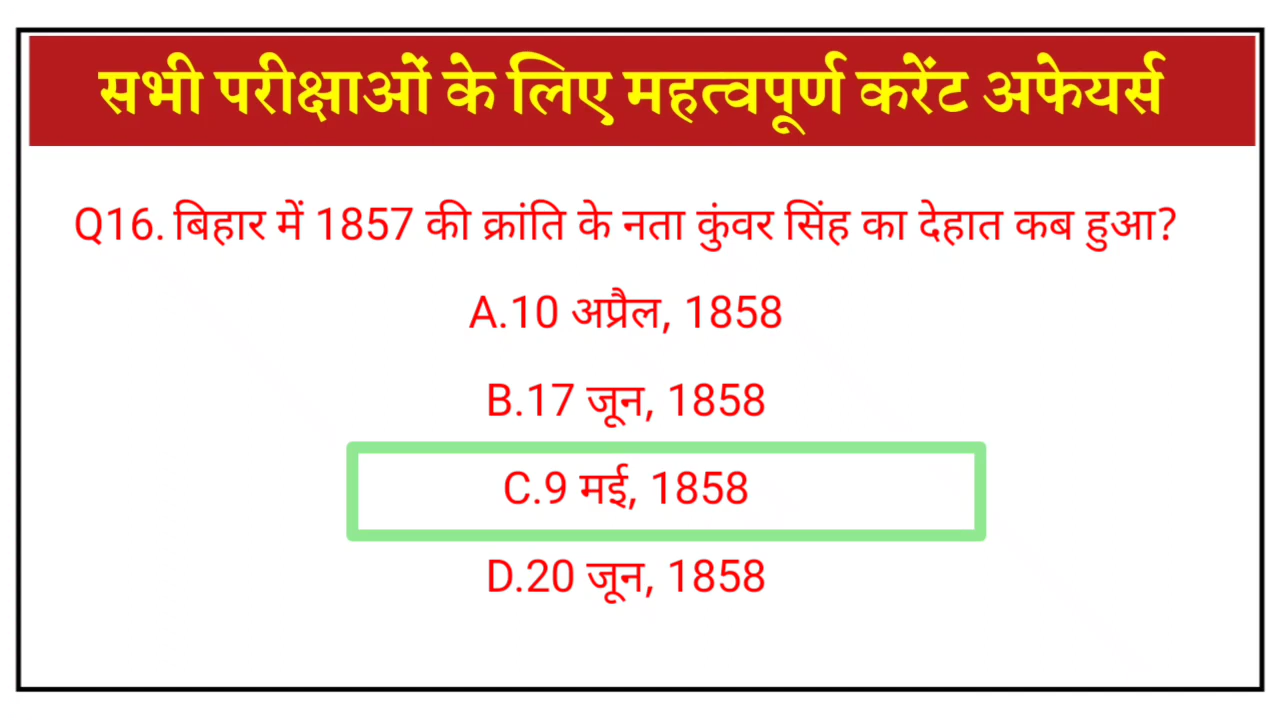 सभी परीक्षाओं के लिए महत्वपूर्ण करेंट अफेयर्स
Q16. बिहार में 1857 की क्रांति के नता कुंवर सिंह का देहात कब हुआ?
A.10 अप्रैल, 1858
B.17 जून, 1858
C.9 मई, 1858
D.20 जून, 1858